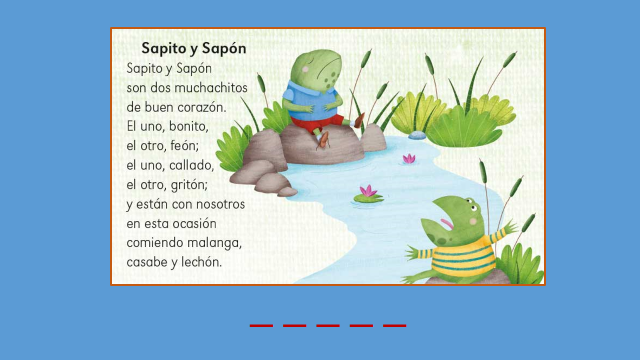 Sapito y Sapón
Sapito y Sapón
son dos muchachitos
de buen corazón.
El uno, bonito,
el otro, feón;
el uno, callado,
el otro, gritón;
y están con nosotros
en esta ocasión
comiendo malanga,
casabe y lechón.